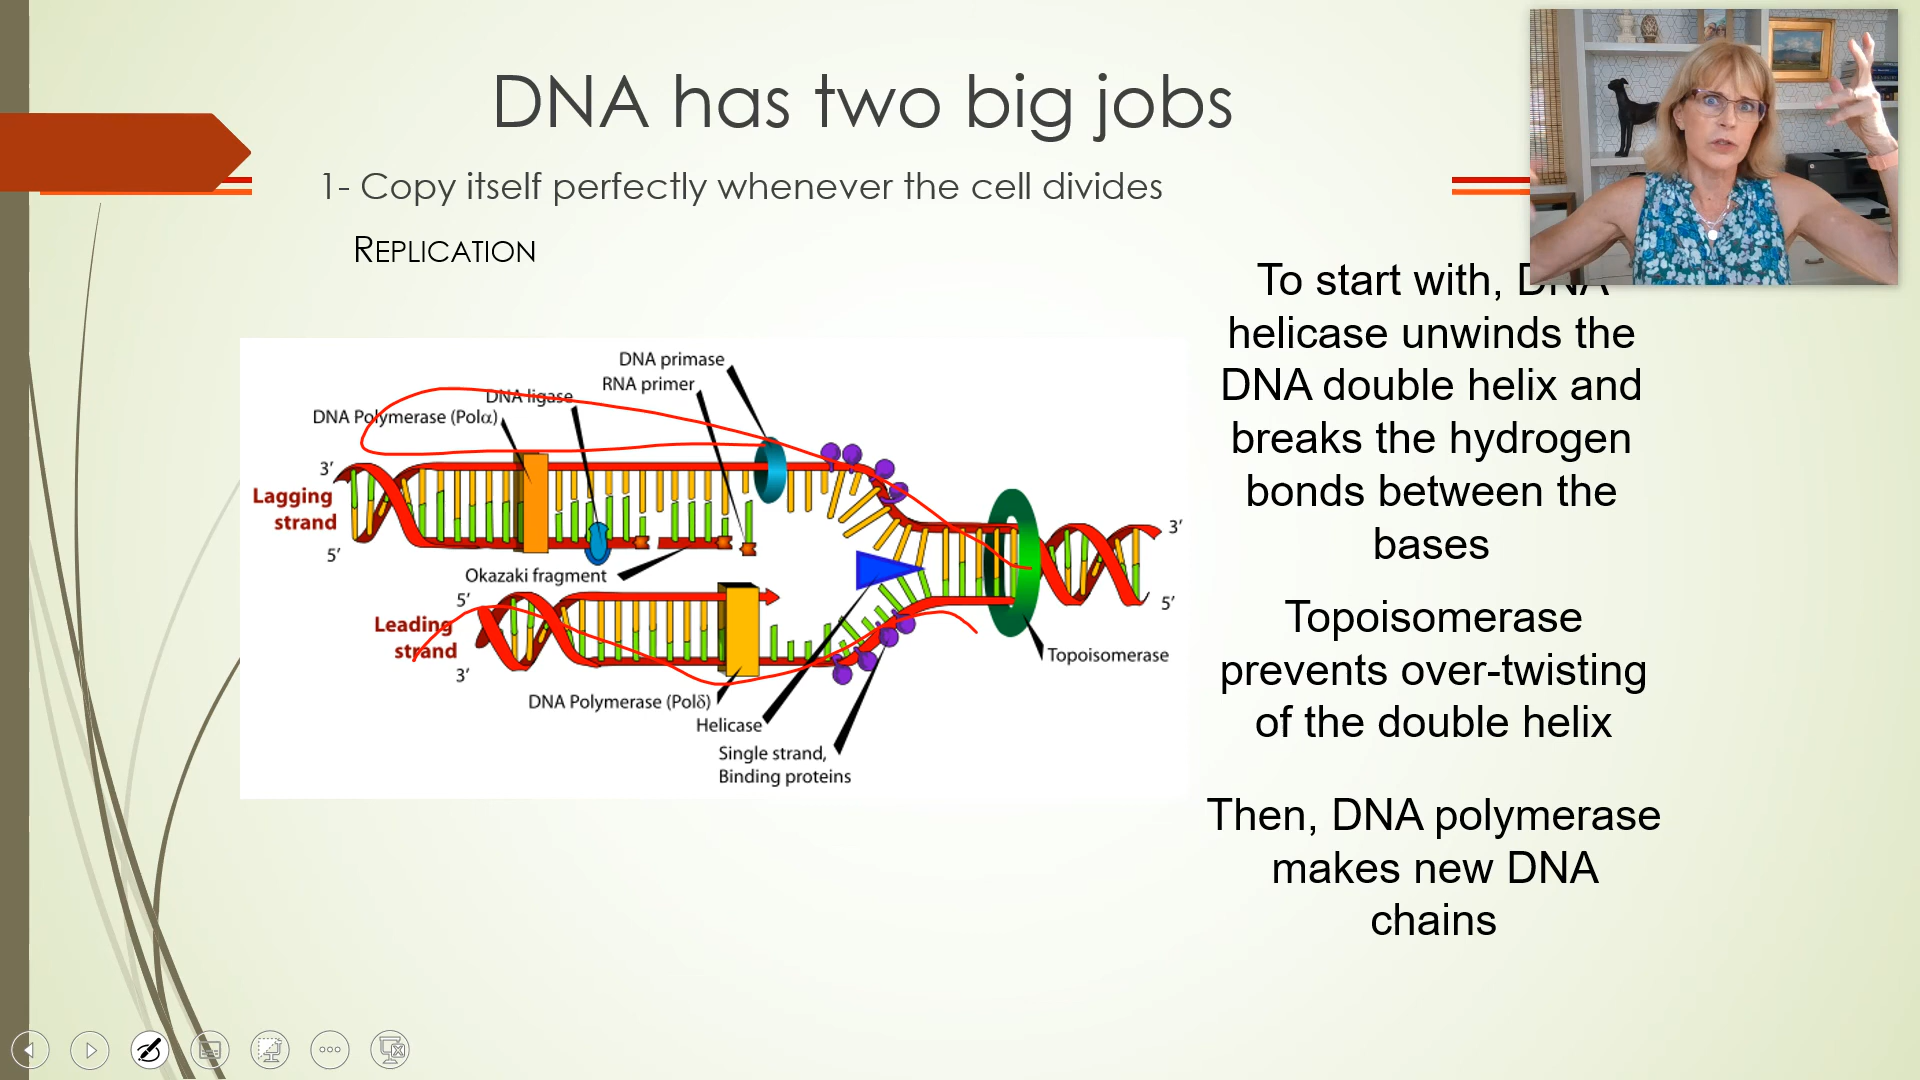 DNA has two big jobs
1- Copy itself perfectly whenever the cell divides
REPLICATION
To start with, DNA
helicase unwinds the
DNA double helix and
breaks the hydrogen
bonds between the
bases
Topoisomerase
prevents over-twisting
of the double helix
Then, DNA polymerase
makes new DNA
chains
DNA primase
RNA primer
DNA ligase
DNA Polymerase (Polα)
3′
Lagging
strand
5′
Okazaki fragment
5′
Leading
strand
3′
DNA Polymerase (Polδ)
Helicase
Single strand,
Binding proteins
Topoisomerase
3′
5′